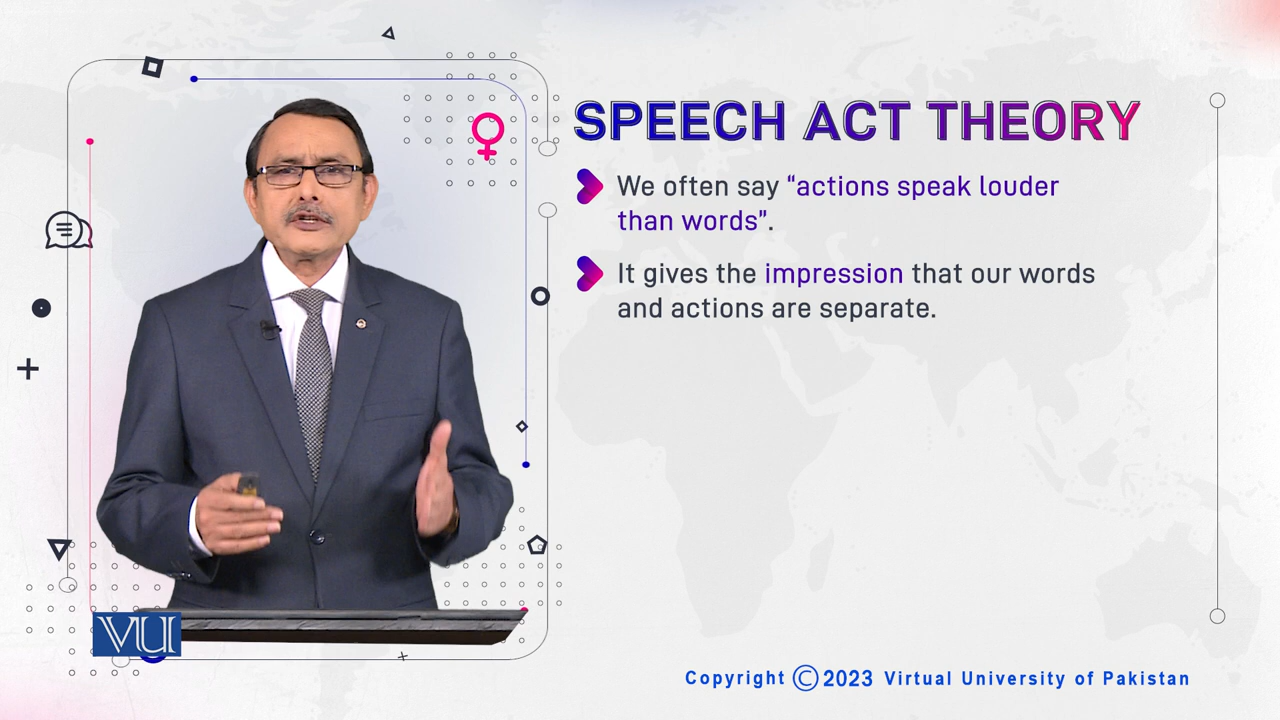 SPEECH ACT THEORY
We often say “actions speak louder
than words”.
It gives the impression that our words
and actions are separate.
VU
Copyright ©2023 Virtual University of Pakistan